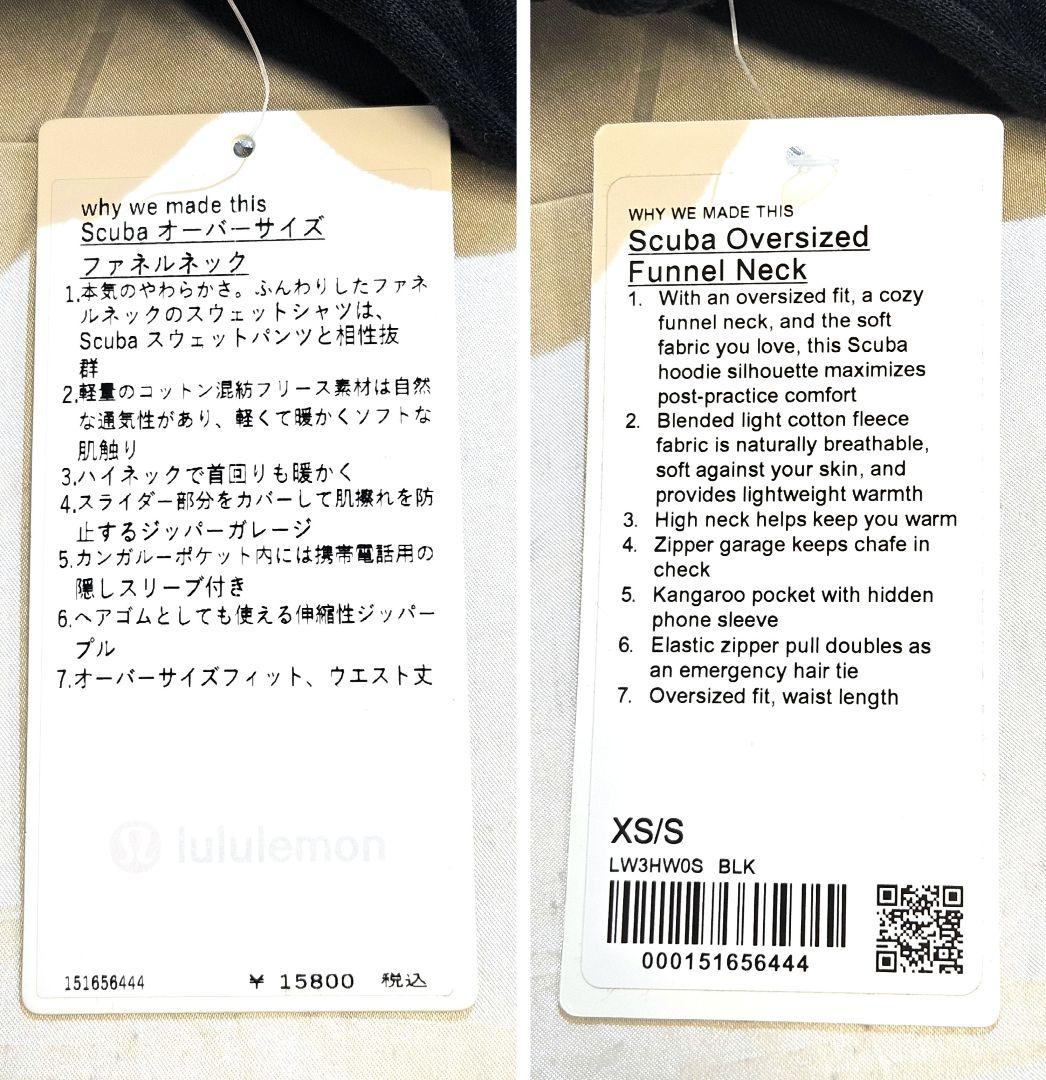 why we made this
Scuba オーバーサイズ
ファネルネック
1.本気のやわらかさ。ふんわりしたファネ
ルネックのスウェットシャツは、
Scuba スウェットパンツと相性抜
群
2.軽量のコットン混紡フリース素材は自然
な通気性があり、軽くて暖かくソフトな
肌触り
3.ハイネックで首回りも暖かく
4.スライダー部分をカバーして肌擦れを防
止するジッパーガレージ
5.カンガルーポケット内には携帯電話用の
隠しスリーブ付き
6.ヘアゴムとしても使える伸縮性ジッパー
プル
7.オーバーサイズフィット、ウエスト丈
lululemon
151656444 ¥ 15800 税込
WHY WE MADE THIS
Scuba Oversized
Funnel Neck
1. With an oversized fit, a cozy
funnel neck, and the soft
fabric you love, this Scuba
hoodie silhouette maximizes
post-practice comfort
2. Blended light cotton fleece
fabric is naturally breathable,
soft against your skin, and
provides lightweight warmth
3. High neck helps keep you warm
4. Zipper garage keeps chafe in
check
5. Kangaroo pocket with hidden
phone sleeve
6. Elastic zipper pull doubles as
an emergency hair tie
7. Oversized fit, waist length
XS/S
LW3HW0S BLK
000151656444